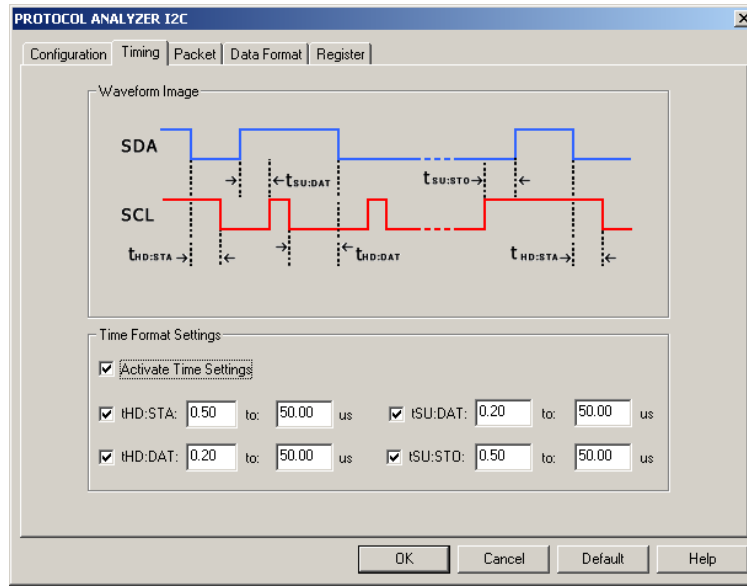 PROTOCOL ANALYZER I2C
Configuration Timing Packet Data Format Register
Waveform Image
SDA
tSU:DAT tSU:STO
SCL
tHD:STA tHD:DAT tHD:STA
Time Format Settings
Activate Time Settings
tHD:STA: 0.50 to: 50.00 us tSU:DAT: 0.20 to: 50.00 us
tHD:DAT: 0.20 to: 50.00 us tSU:STO: 0.50 to: 50.00 us
OK Cancel Default Help